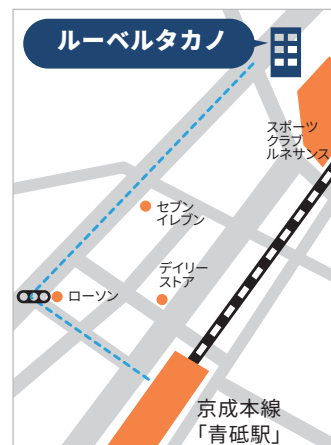 ルーベルタカノ
スポーツ
クラブ
ルネサンス
セブン
イレブン
デイリー
ストア
ローソン
京成本線
「青砥駅」